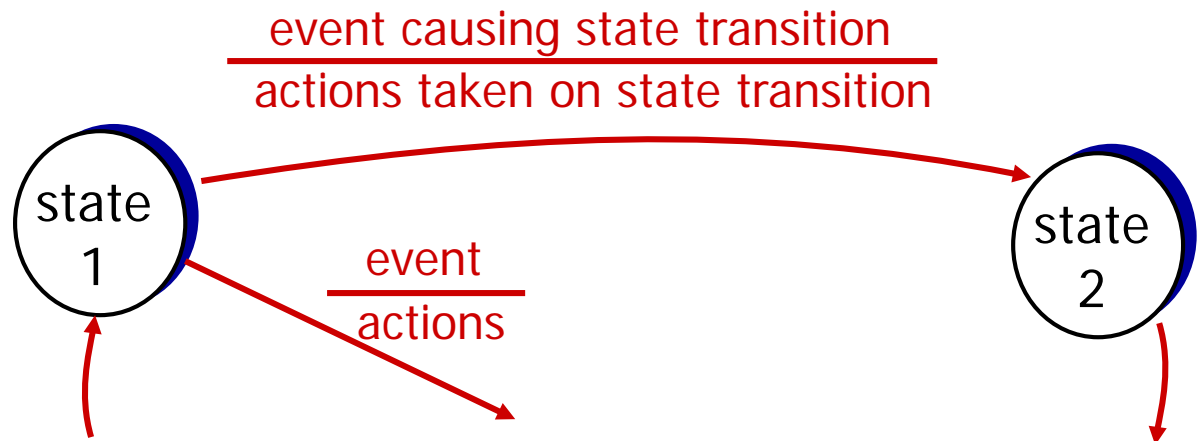 event causing state transition
actions taken on state transition
state
1
state
2
event
actions